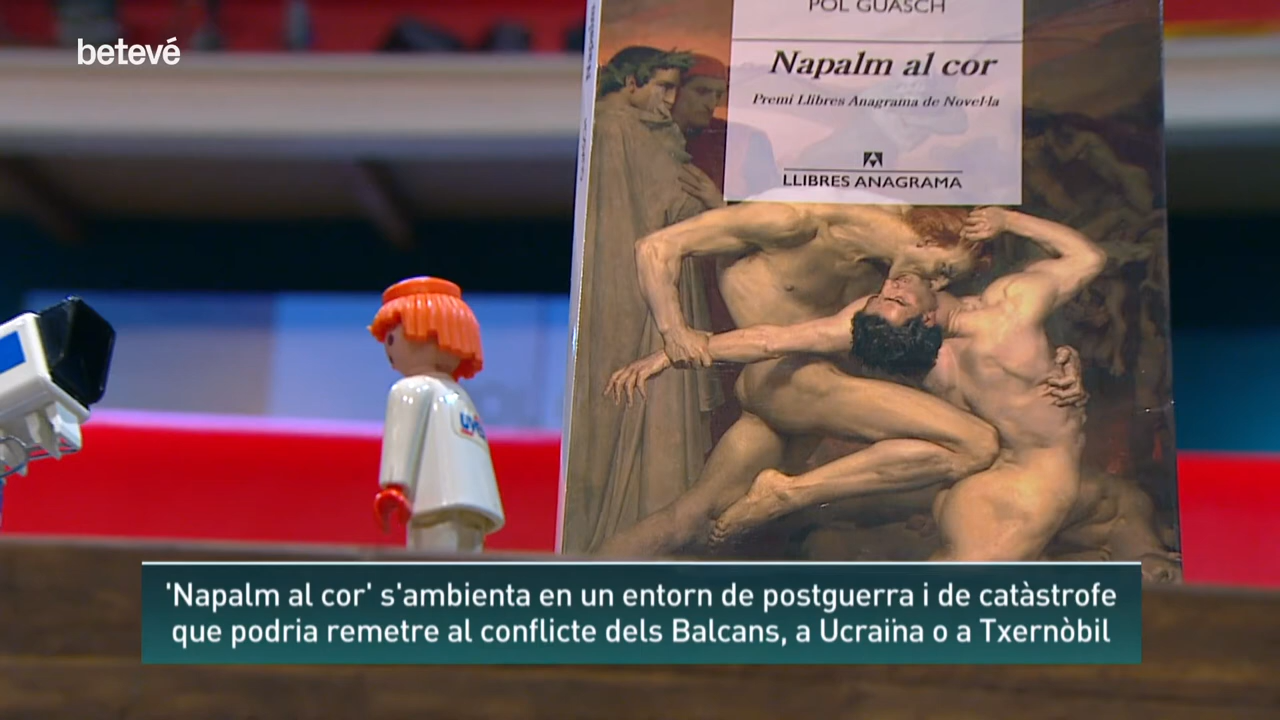 betevé
POL GUASCH
Napalm al cor
Premi Llibres Anagrama de Novel·la
LLIBRES ANAGRAMA
'Napalm al cor' s'ambienta en un entorn de postguerra i de catàstrofe
que podria remetre al conflicte dels Balcans, a Ucraïna o a Txernòbil